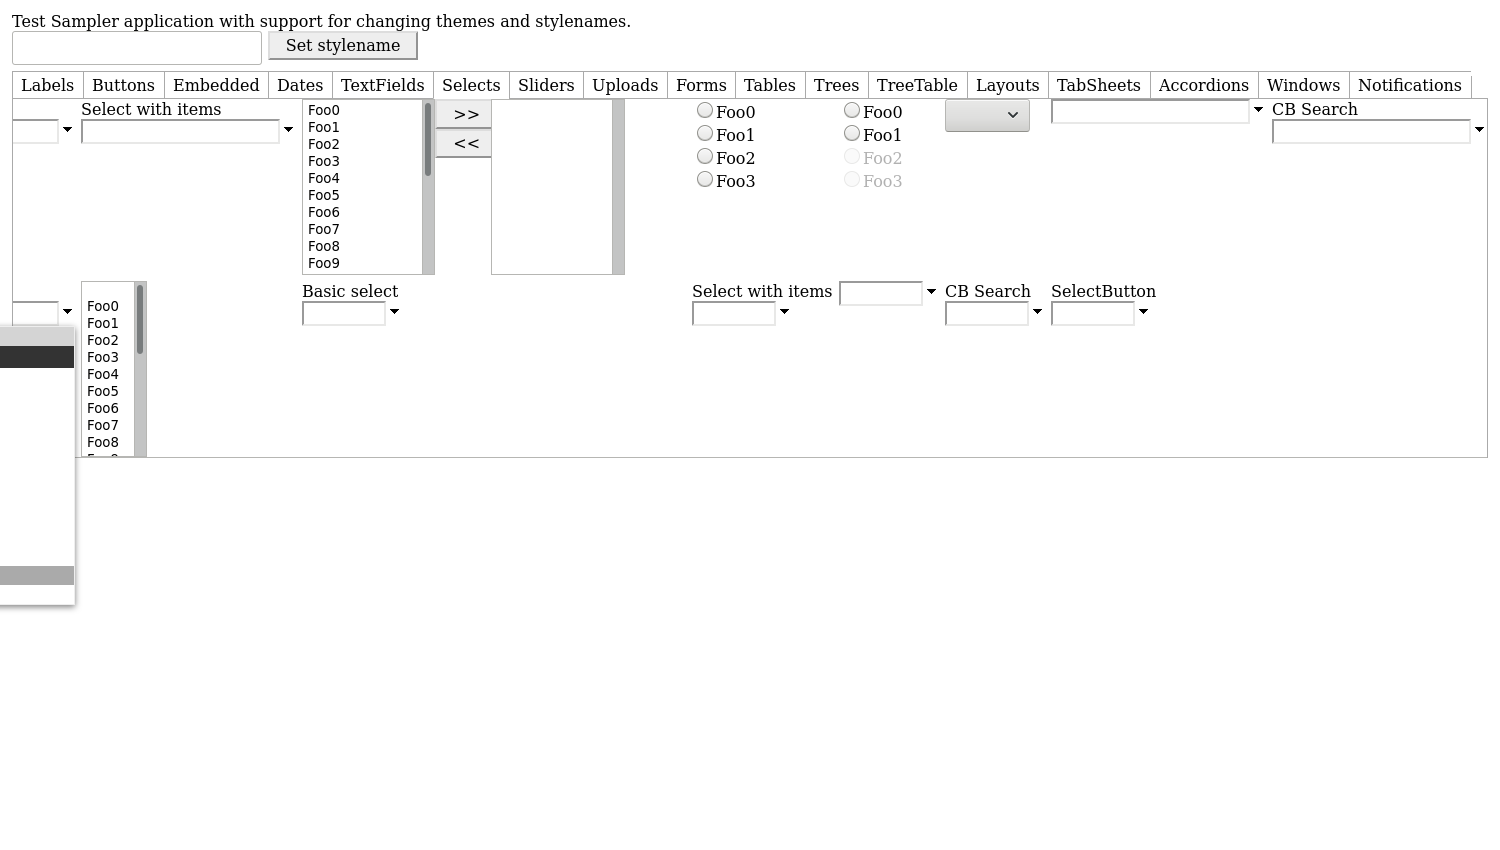 Test Sampler application with support for changing themes and stylenames.
Set stylename
Labels Buttons Embedded Dates TextFields Selects Sliders Uploads Forms Tables Trees TreeTable Layouts TabSheets Accordions Windows Notifications
Select with items
Foo0
Foo1
Foo2
Foo3
Foo4
Foo5
Foo6
Foo7
Foo8
Foo9
>>
<<
Foo0
Foo1
Foo2
Foo3
Foo0
Foo1
Foo2
Foo3
CB Search
Foo0
Foo1
Foo2
Foo3
Foo4
Foo5
Foo6
Foo7
Foo8
Basic select
Select with items
CB Search
SelectButton